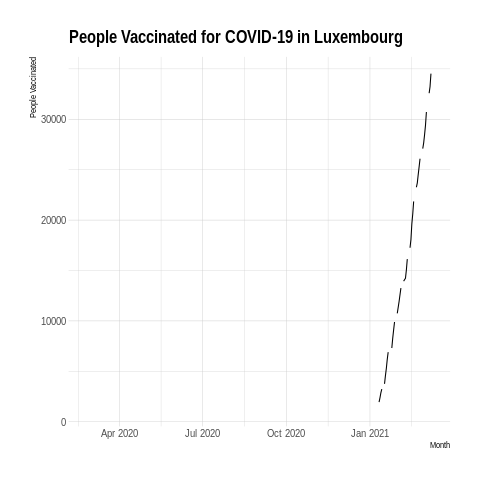 People Vaccinated for COVID-19 in Luxembourg
People Vaccinated
30000
20000
10000
0
Apr 2020
Jul 2020
Oct 2020
Jan 2021
Month